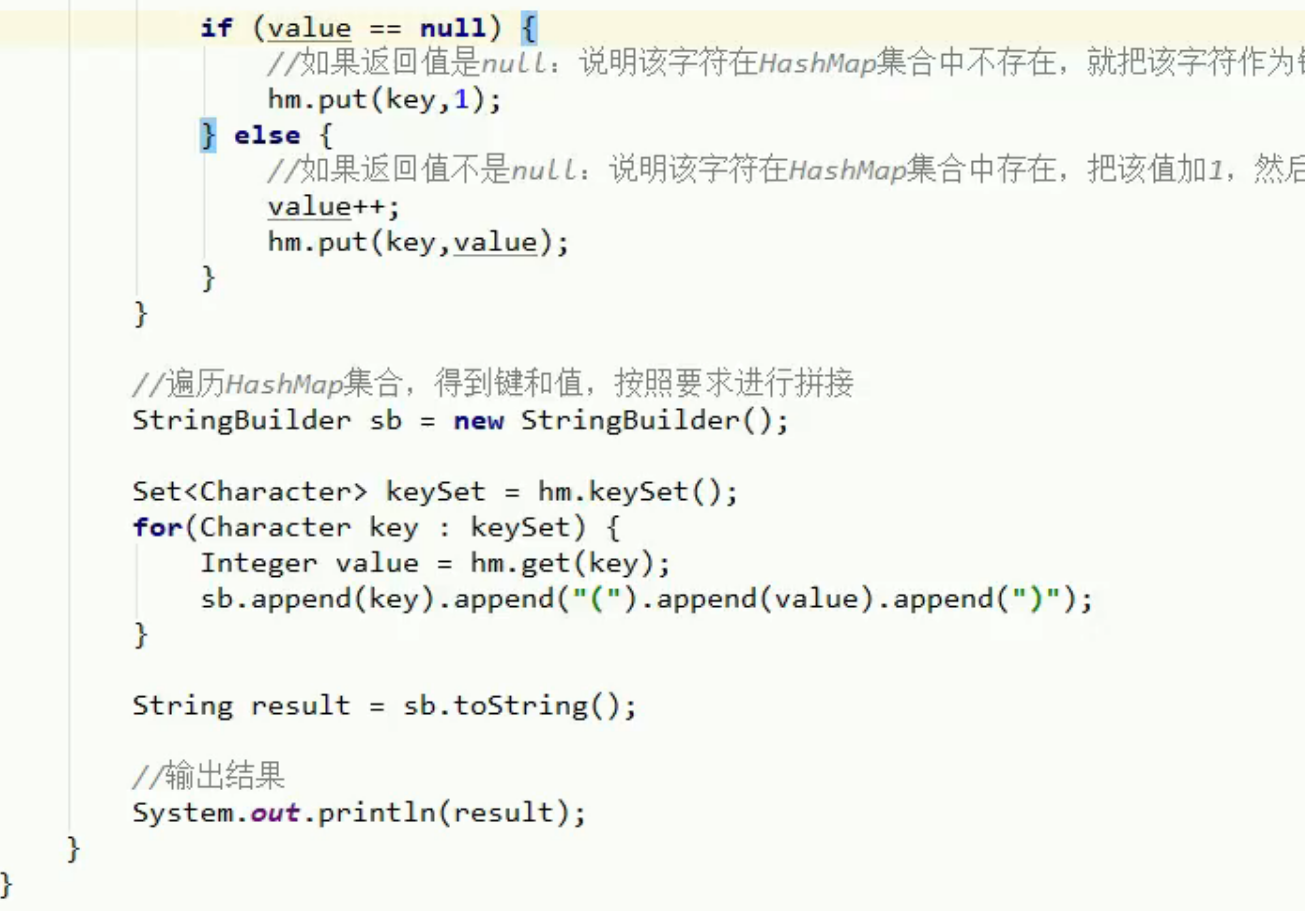 if (value == null) {
//如果返回值是null：说明该字符在HashMap集合中不存在，就把该字符作为
hm.put(key,1);
} else {
//如果返回值不是null：说明该字符在HashMap集合中存在，把该值加1，然后
value++;
hm.put(key,value);
}
}
//遍历HashMap集合，得到键和值，按照要求进行拼接
StringBuilder sb = new StringBuilder();
Set<Character> keySet = hm.keySet();
for(Character key : keySet) {
Integer value = hm.get(key);
sb.append(key).append("(").append(value).append(")");
}
String result = sb.toString();
//输出结果
System.out.println(result);
}
}